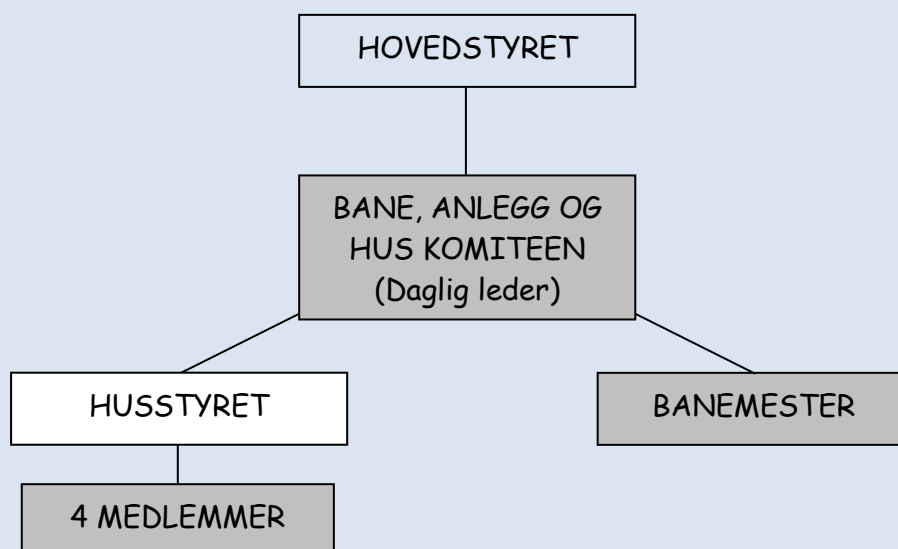 HOVEDSTYRET
BANE, ANLEGG OG
HUS KOMITEEN
(Daglig leder)
HUSSTYRET
BANEMESTER
4 MEDLEMMER